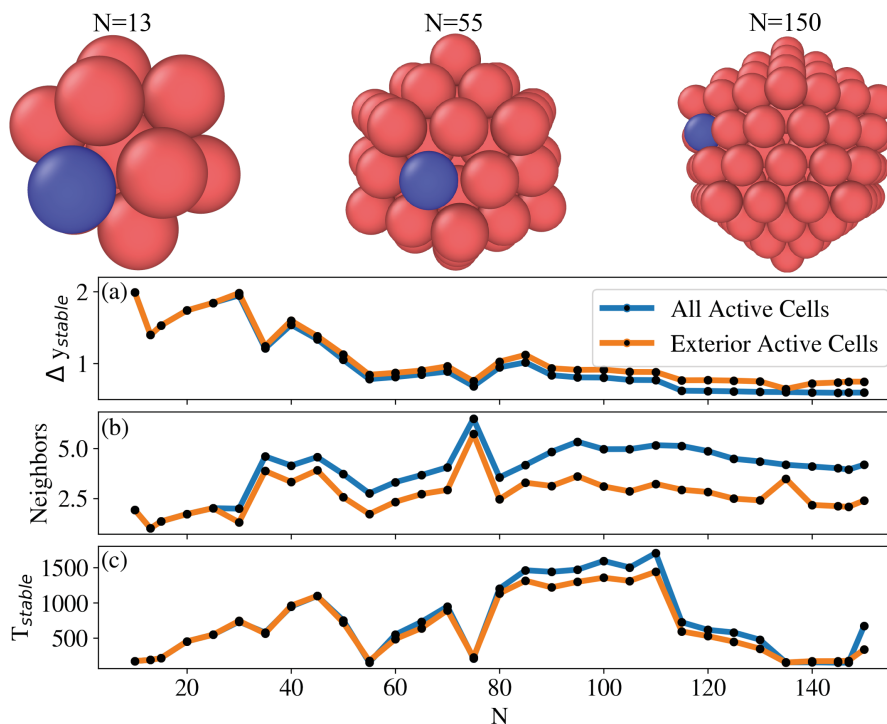 N=13 N=55 N=150
(a)
2
1
Δ y_stable
All Active Cells
Exterior Active Cells
(b)
5.0
2.5
Neighbors
(c)
1500
1000
500
T_stable
20 40 60 80 100 120 140
N